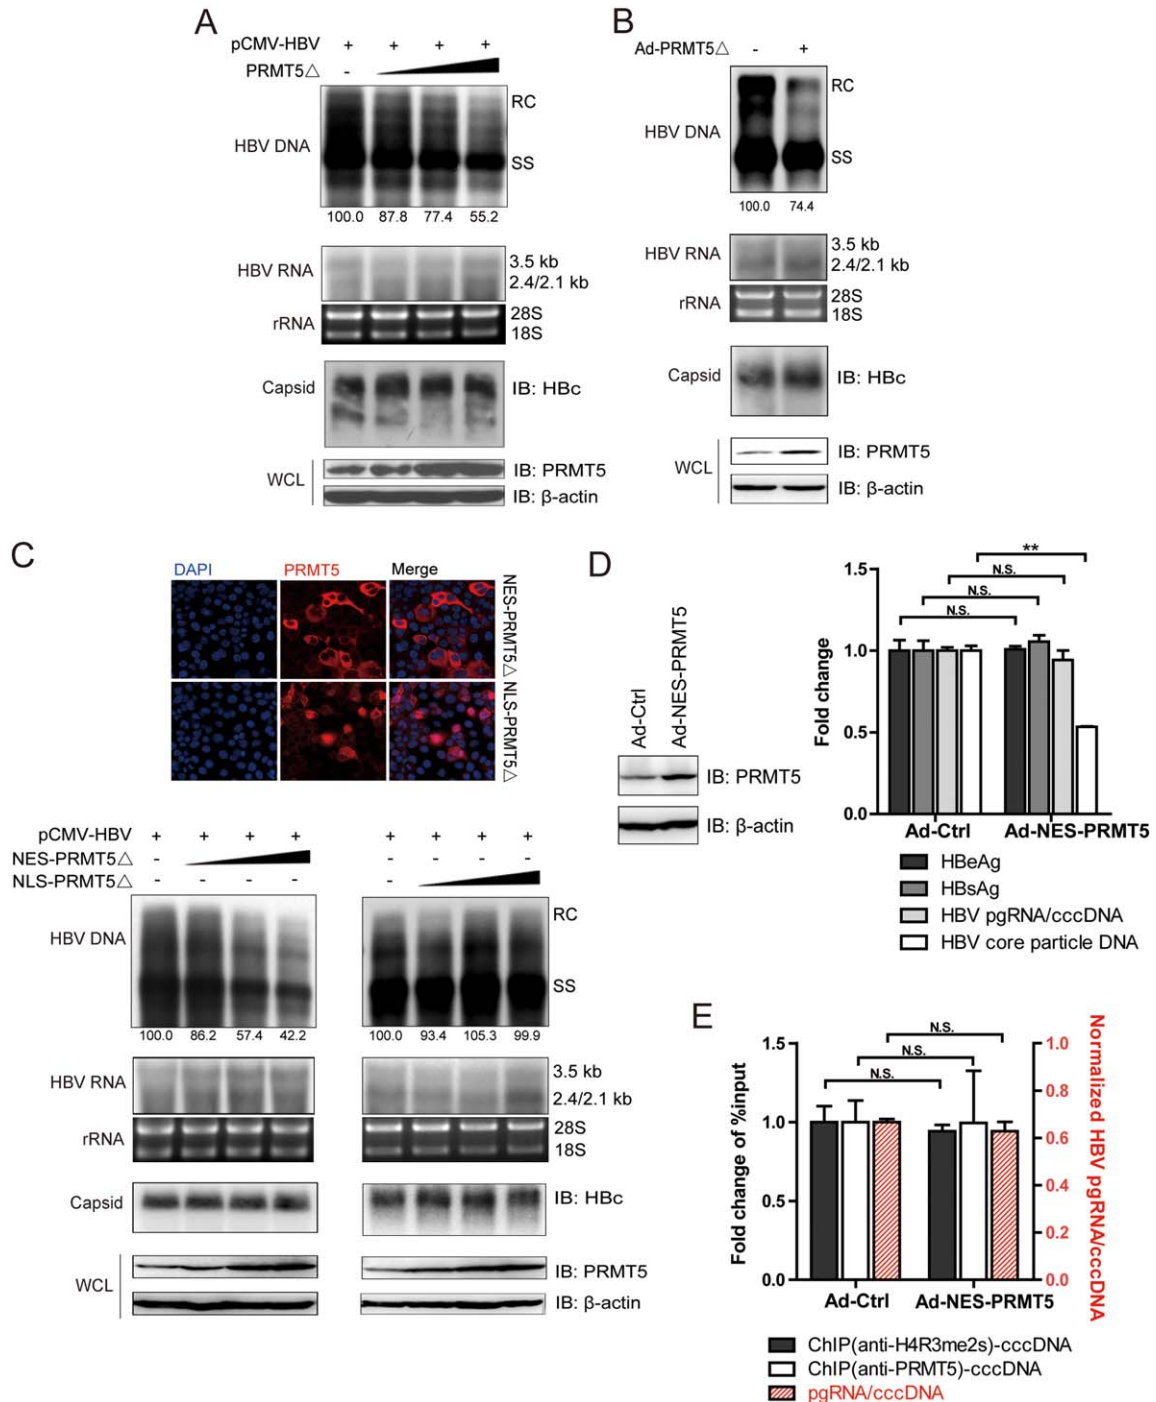 A
pCMV-HBV + + + +
PRMT5△ -
HBV DNA
RC
SS
100.0 87.8 77.4 55.2
HBV RNA
3.5 kb
2.4/2.1 kb
rRNA
28S
18S
Capsid
IB: HBc
WCL
IB: PRMT5
IB: β-actin
B
Ad-PRMT5△ - +
HBV DNA
RC
SS
100.0 74.4
HBV RNA
3.5 kb
2.4/2.1 kb
rRNA
28S
18S
Capsid
IB: HBc
WCL
IB: PRMT5
IB: β-actin
C
DAPI PRMT5 Merge
NES-PRMT5△
NLS-PRMT5△
pCMV-HBV + + + + + + + +
NES-PRMT5△ - - - - -
NLS-PRMT5△ - - - - -
HBV DNA
RC
SS
100.0 86.2 57.4 42.2 100.0 93.4 105.3 99.9
HBV RNA
3.5 kb
2.4/2.1 kb
rRNA
28S
18S
Capsid
IB: HBc
WCL
IB: PRMT5
IB: β-actin
D
Ad-Ctrl
Ad-NES-PRMT5
IB: PRMT5
IB: β-actin
Fold change
1.5
1.0
0.5
0.0
**
N.S.
N.S.
N.S.
Ad-Ctrl Ad-NES-PRMT5
HBeAg
HBsAg
HBV pgRNA/cccDNA
HBV core particle DNA
E
Fold change of %input
1.5
1.0
0.5
0.0
N.S.
N.S.
N.S.
1.0
0.8
0.6
0.4
0.2
0.0
Normalized HBV pgRNA/cccDNA
Ad-Ctrl Ad-NES-PRMT5
ChIP(anti-H4R3me2s)-cccDNA
ChIP(anti-PRMT5)-cccDNA
pgRNA/cccDNA